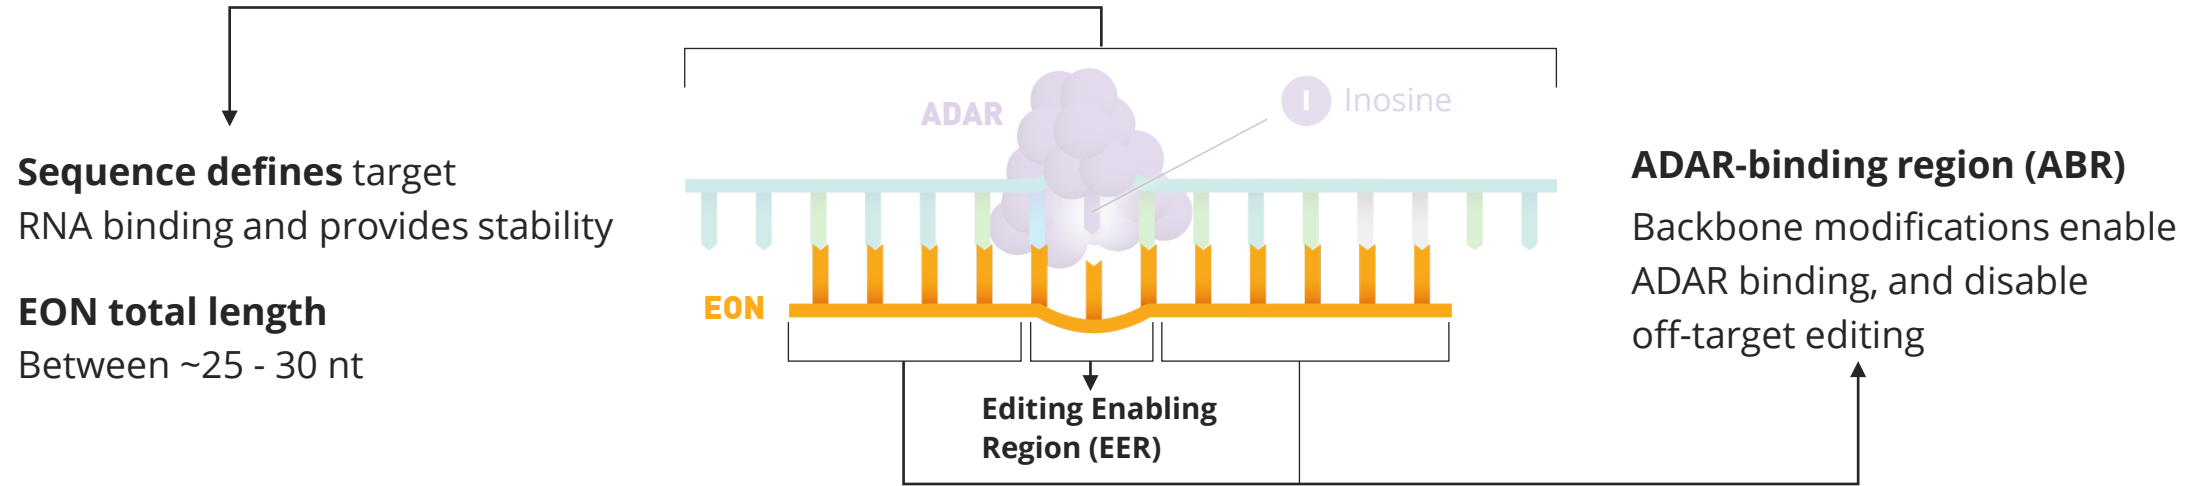 Sequence defines target
RNA binding and provides stability
EON total length
Between ~25 - 30 nt
ADAR
I
Inosine
EON
Editing Enabling
Region (EER)
ADAR-binding region (ABR)
Backbone modifications enable
ADAR binding, and disable
off-target editing